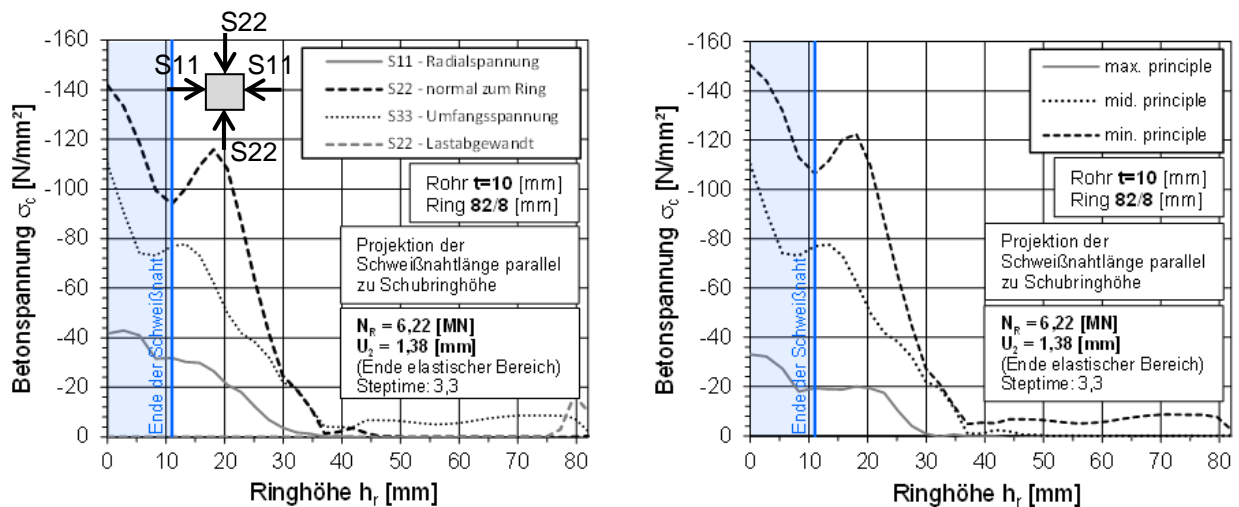 S22
S11 S11
S22
-160
-140
-120
-100
-80
-60
-40
-20
0
Betonspannung σc [N/mm²]
S11 - Radialspannung
S22 - normal zum Ring
S33 - Umfangsspannung
S22 - Lastabgewandt
Rohr t=10 [mm]
Ring 82/8 [mm]
Projektion der
Schweißnahtlänge parallel
zu Schubringhöhe
NR = 6,22 [MN]
U2 = 1,38 [mm]
(Ende elastischer Bereich)
Steptime: 3,3
Ende der Schweißnaht
0 10 20 30 40 50 60 70 80
Ringhöhe hr [mm]
-160
-140
-120
-100
-80
-60
-40
-20
0
Betonspannung σc [N/mm²]
max. principle
mid. principle
min. principle
Rohr t=10 [mm]
Ring 82/8 [mm]
Projektion der
Schweißnahtlänge parallel
zu Schubringhöhe
NR = 6,22 [MN]
U2 = 1,38 [mm]
(Ende elastischer Bereich)
Steptime: 3,3
Ende der Schweißnaht
0 10 20 30 40 50 60 70 80
Ringhöhe hr [mm]